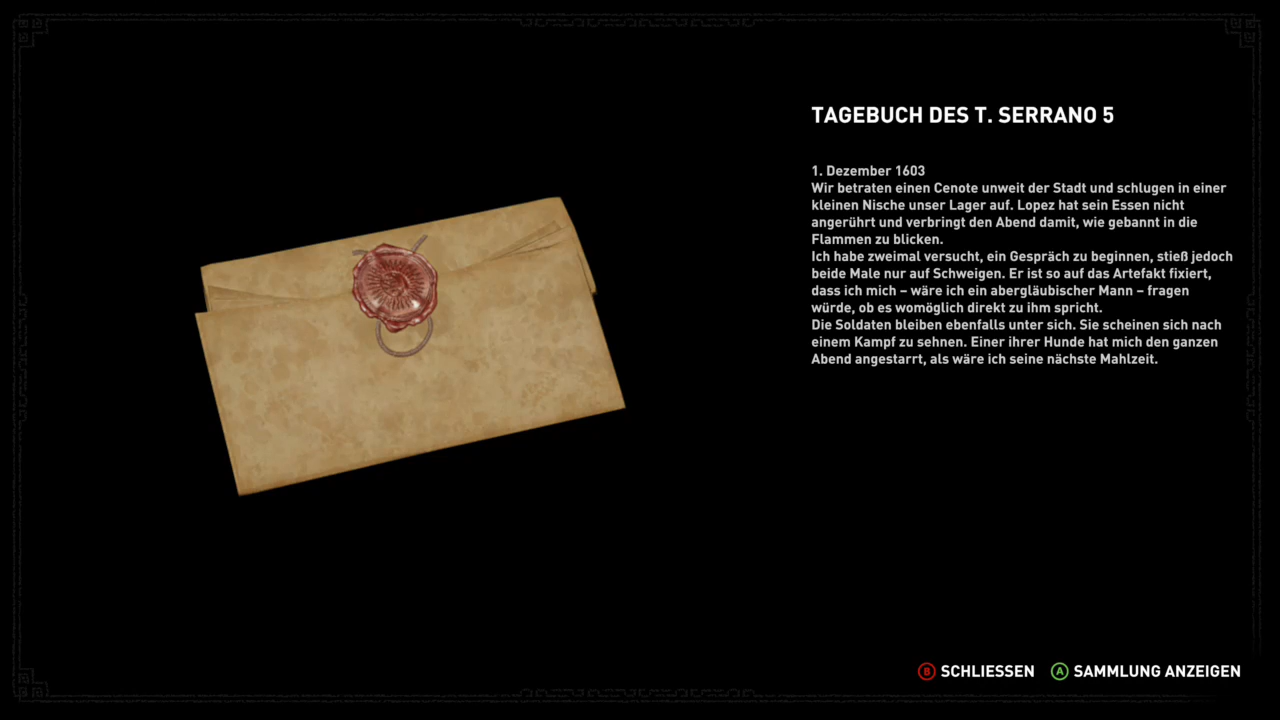 TAGEBUCH DES T. SERRANO 5
1. Dezember 1603
Wir betraten einen Cenote unweit der Stadt und schlugen in einer
kleinen Nische unser Lager auf. Lopez hat sein Essen nicht
angerührt und verbringt den Abend damit, wie gebannt in die
Flammen zu blicken.
Ich habe zweimal versucht, ein Gespräch zu beginnen, stieß jedoch
beide Male nur auf Schweigen. Er ist so auf das Artefakt fixiert,
dass ich mich – wäre ich ein abergläubischer Mann – fragen
würde, ob es womöglich direkt zu ihm spricht.
Die Soldaten bleiben ebenfalls unter sich. Sie scheinen sich nach
einem Kampf zu sehnen. Einer ihrer Hunde hat mich den ganzen
Abend angestarrt, als wäre ich seine nächste Mahlzeit.
B SCHLIESSEN A SAMMLUNG ANZEIGEN